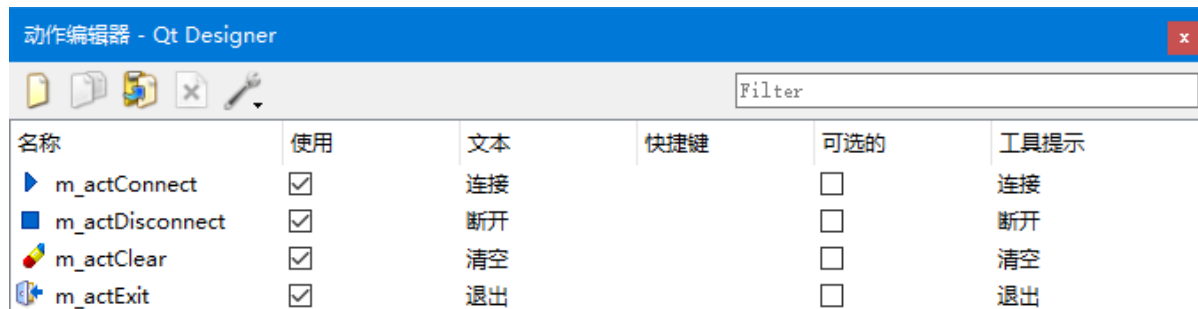 动作编辑器 - Qt Designer
x
Filter
名称 使用 文本 快捷键 可选的 工具提示
m_actConnect 连接 连接
m_actDisconnect 断开 断开
m_actClear 清空 清空
m_actExit 退出 退出